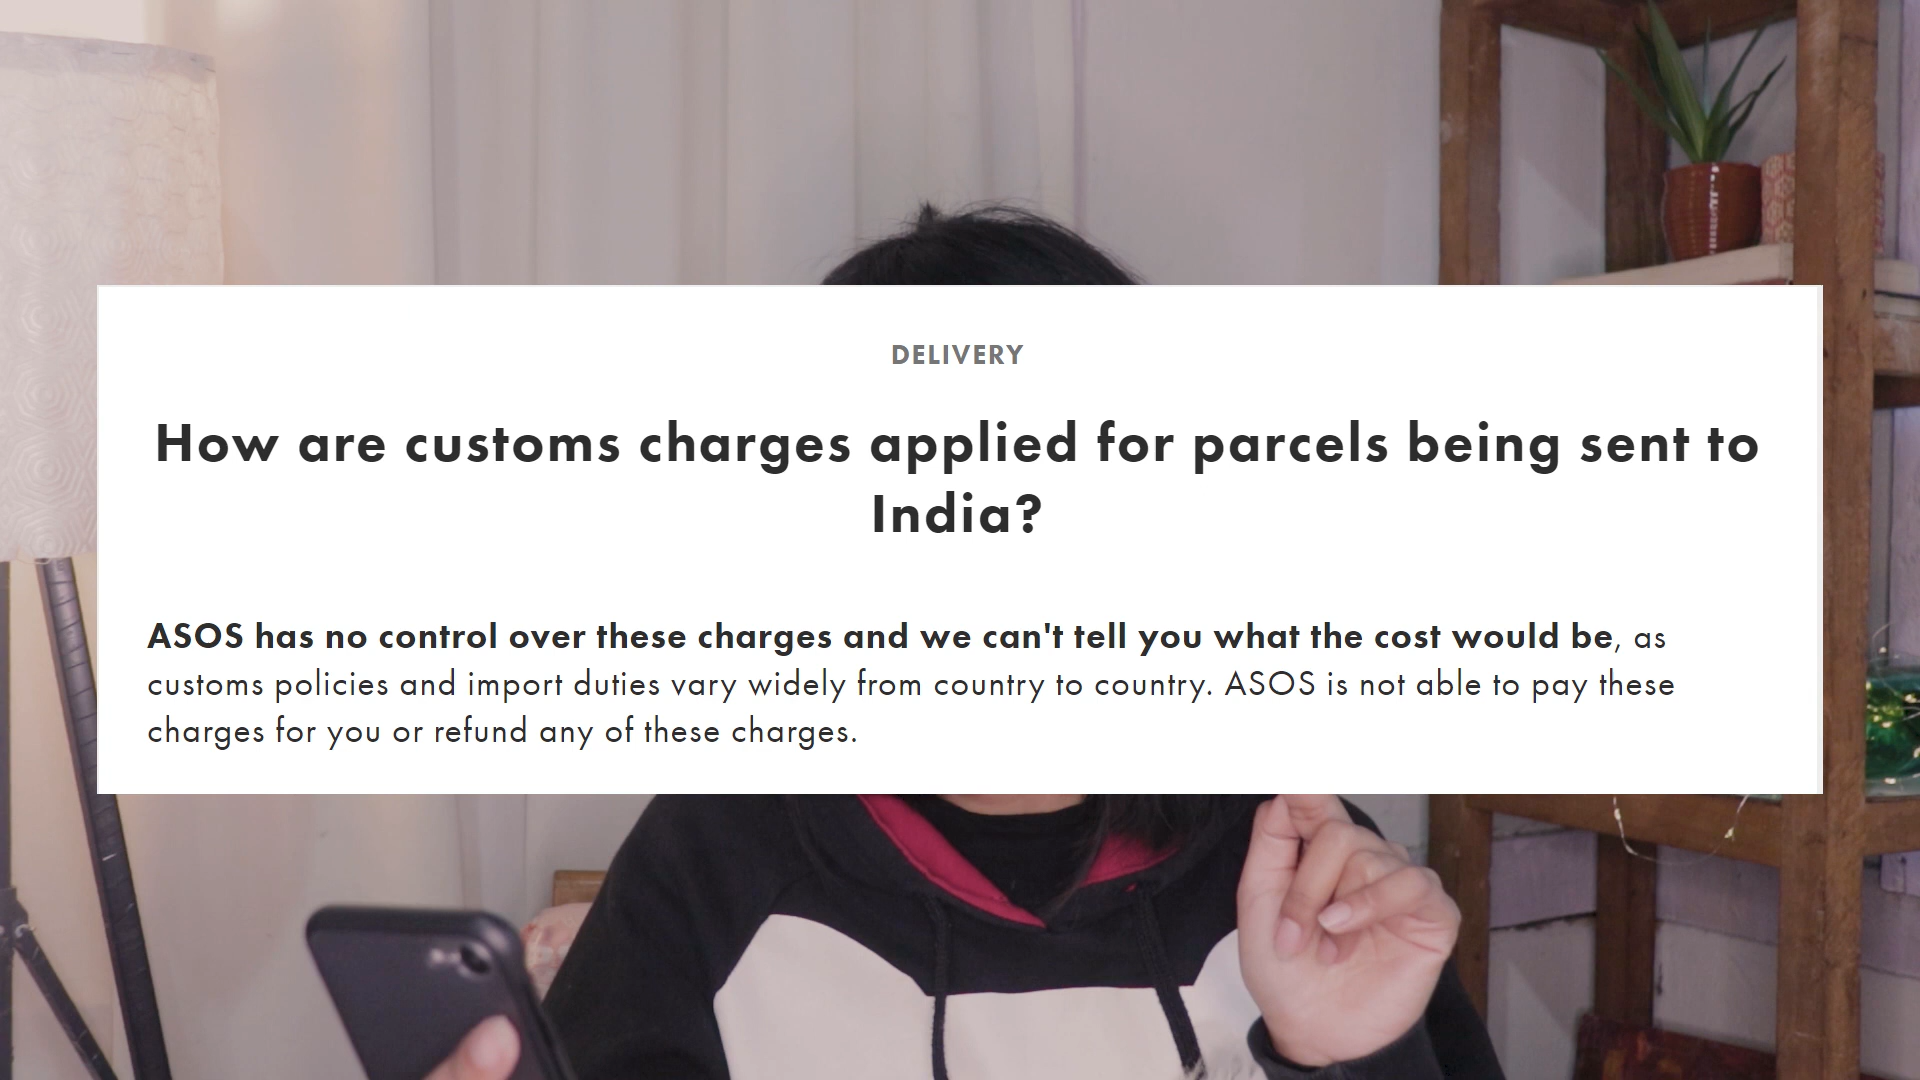 DELIVERY
How are customs charges applied for parcels being sent to
India?
ASOS has no control over these charges and we can't tell you what the cost would be, as
customs policies and import duties vary widely from country to country. ASOS is not able to pay these
charges for you or refund any of these charges.